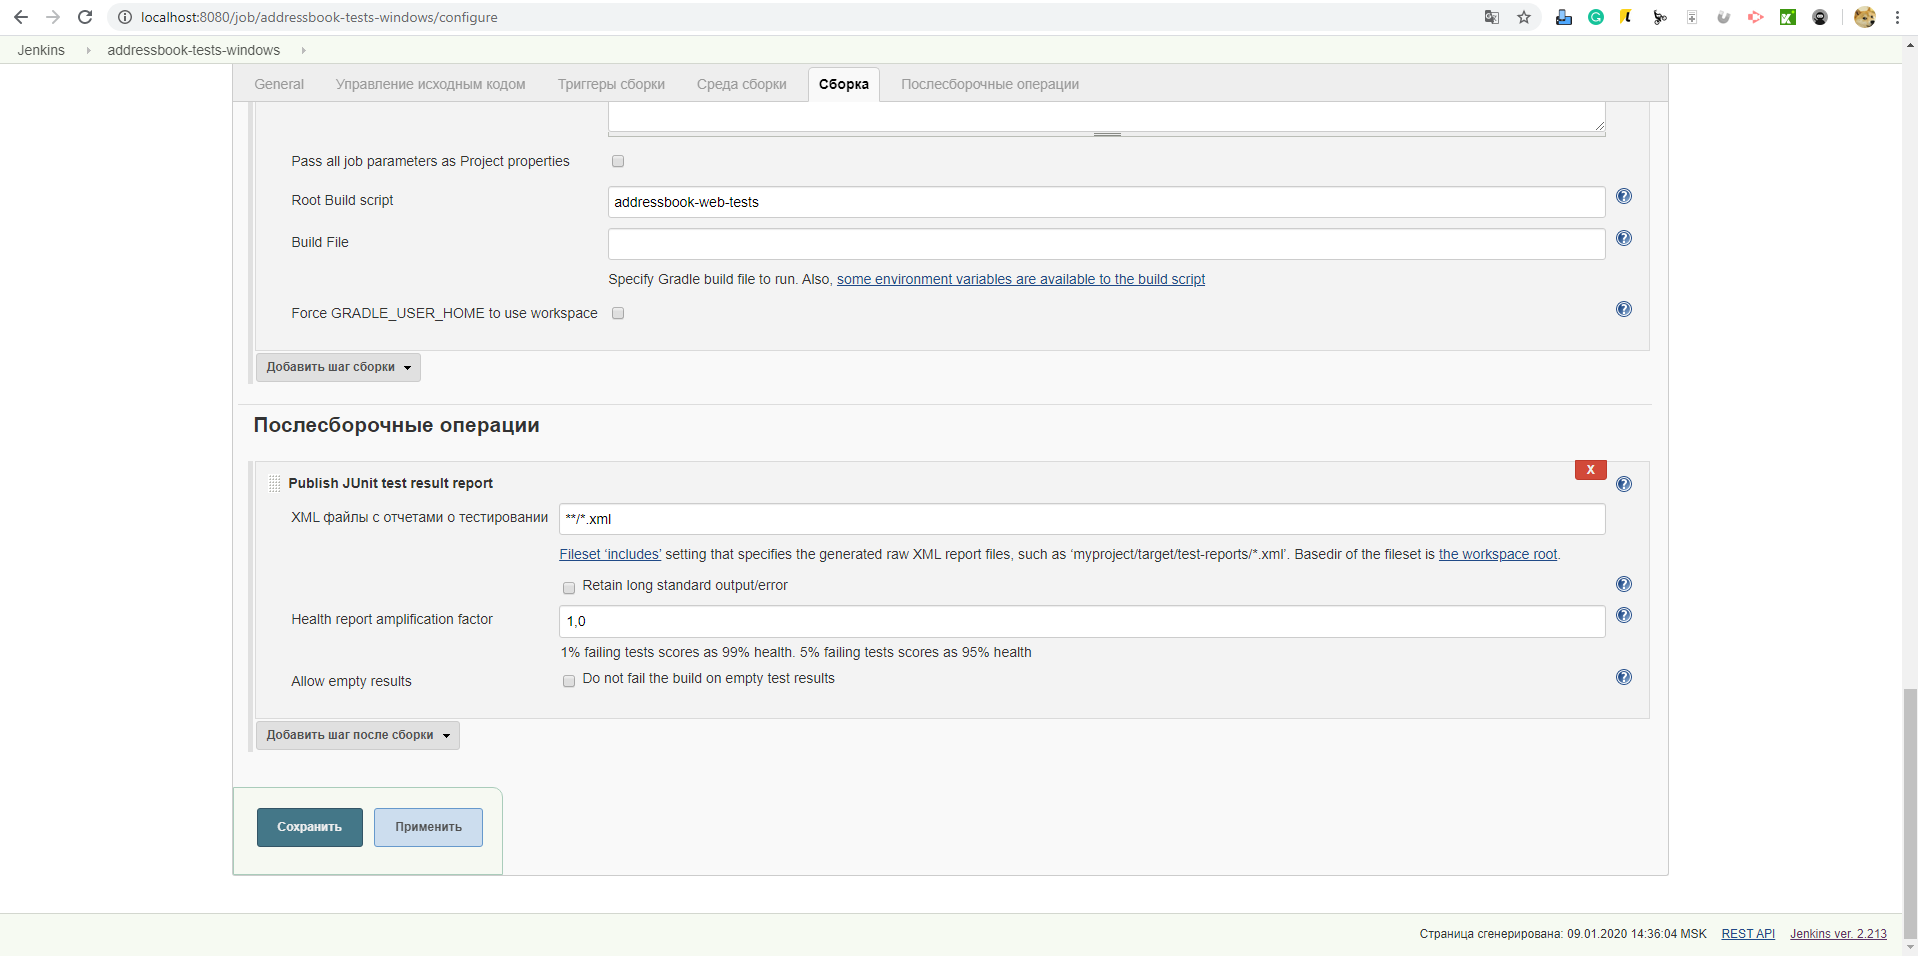 localhost:8080/job/addressbook-tests-windows/configure
Jenkins addressbook-tests-windows
General Управление исходным кодом Триггеры сборки Среда сборки Сборка Послесборочные операции
Pass all job parameters as Project properties
Root Build script addressbook-web-tests
Build File
Specify Gradle build file to run. Also, some environment variables are available to the build script
Force GRADLE_USER_HOME to use workspace
Добавить шаг сборки
Послесборочные операции
X
Publish JUnit test result report
XML файлы с отчетами о тестировании **/*.xml
Fileset ‘includes’ setting that specifies the generated raw XML report files, such as ‘myproject/target/test-reports/*.xml’. Basedir of the fileset is the workspace root.
Retain long standard output/error
Health report amplification factor 1,0
1% failing tests scores as 99% health. 5% failing tests scores as 95% health
Allow empty results Do not fail the build on empty test results
Добавить шаг после сборки
Сохранить Применить
Страница сгенерирована: 09.01.2020 14:36:04 MSK REST API Jenkins ver. 2.213